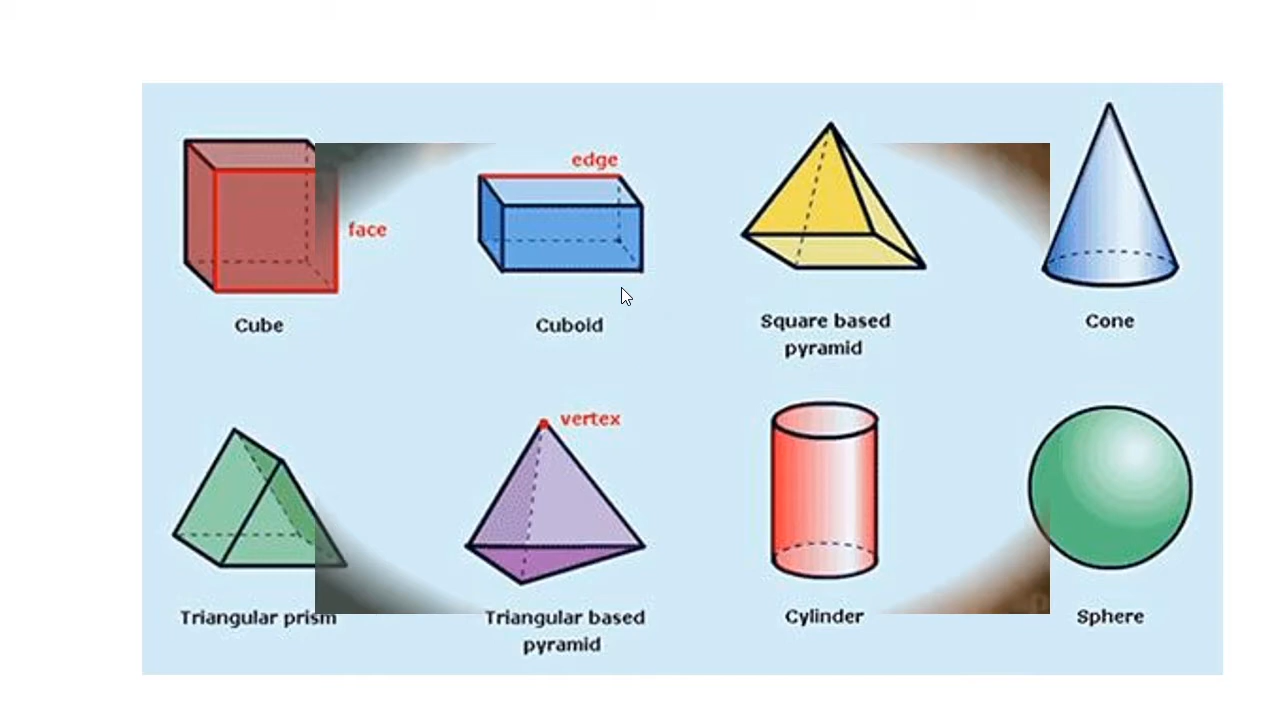 edge
face
Cube
Cuboid
Square based
pyramid
Cone
vertex
Triangular prism
Triangular based
pyramid
Cylinder
Sphere